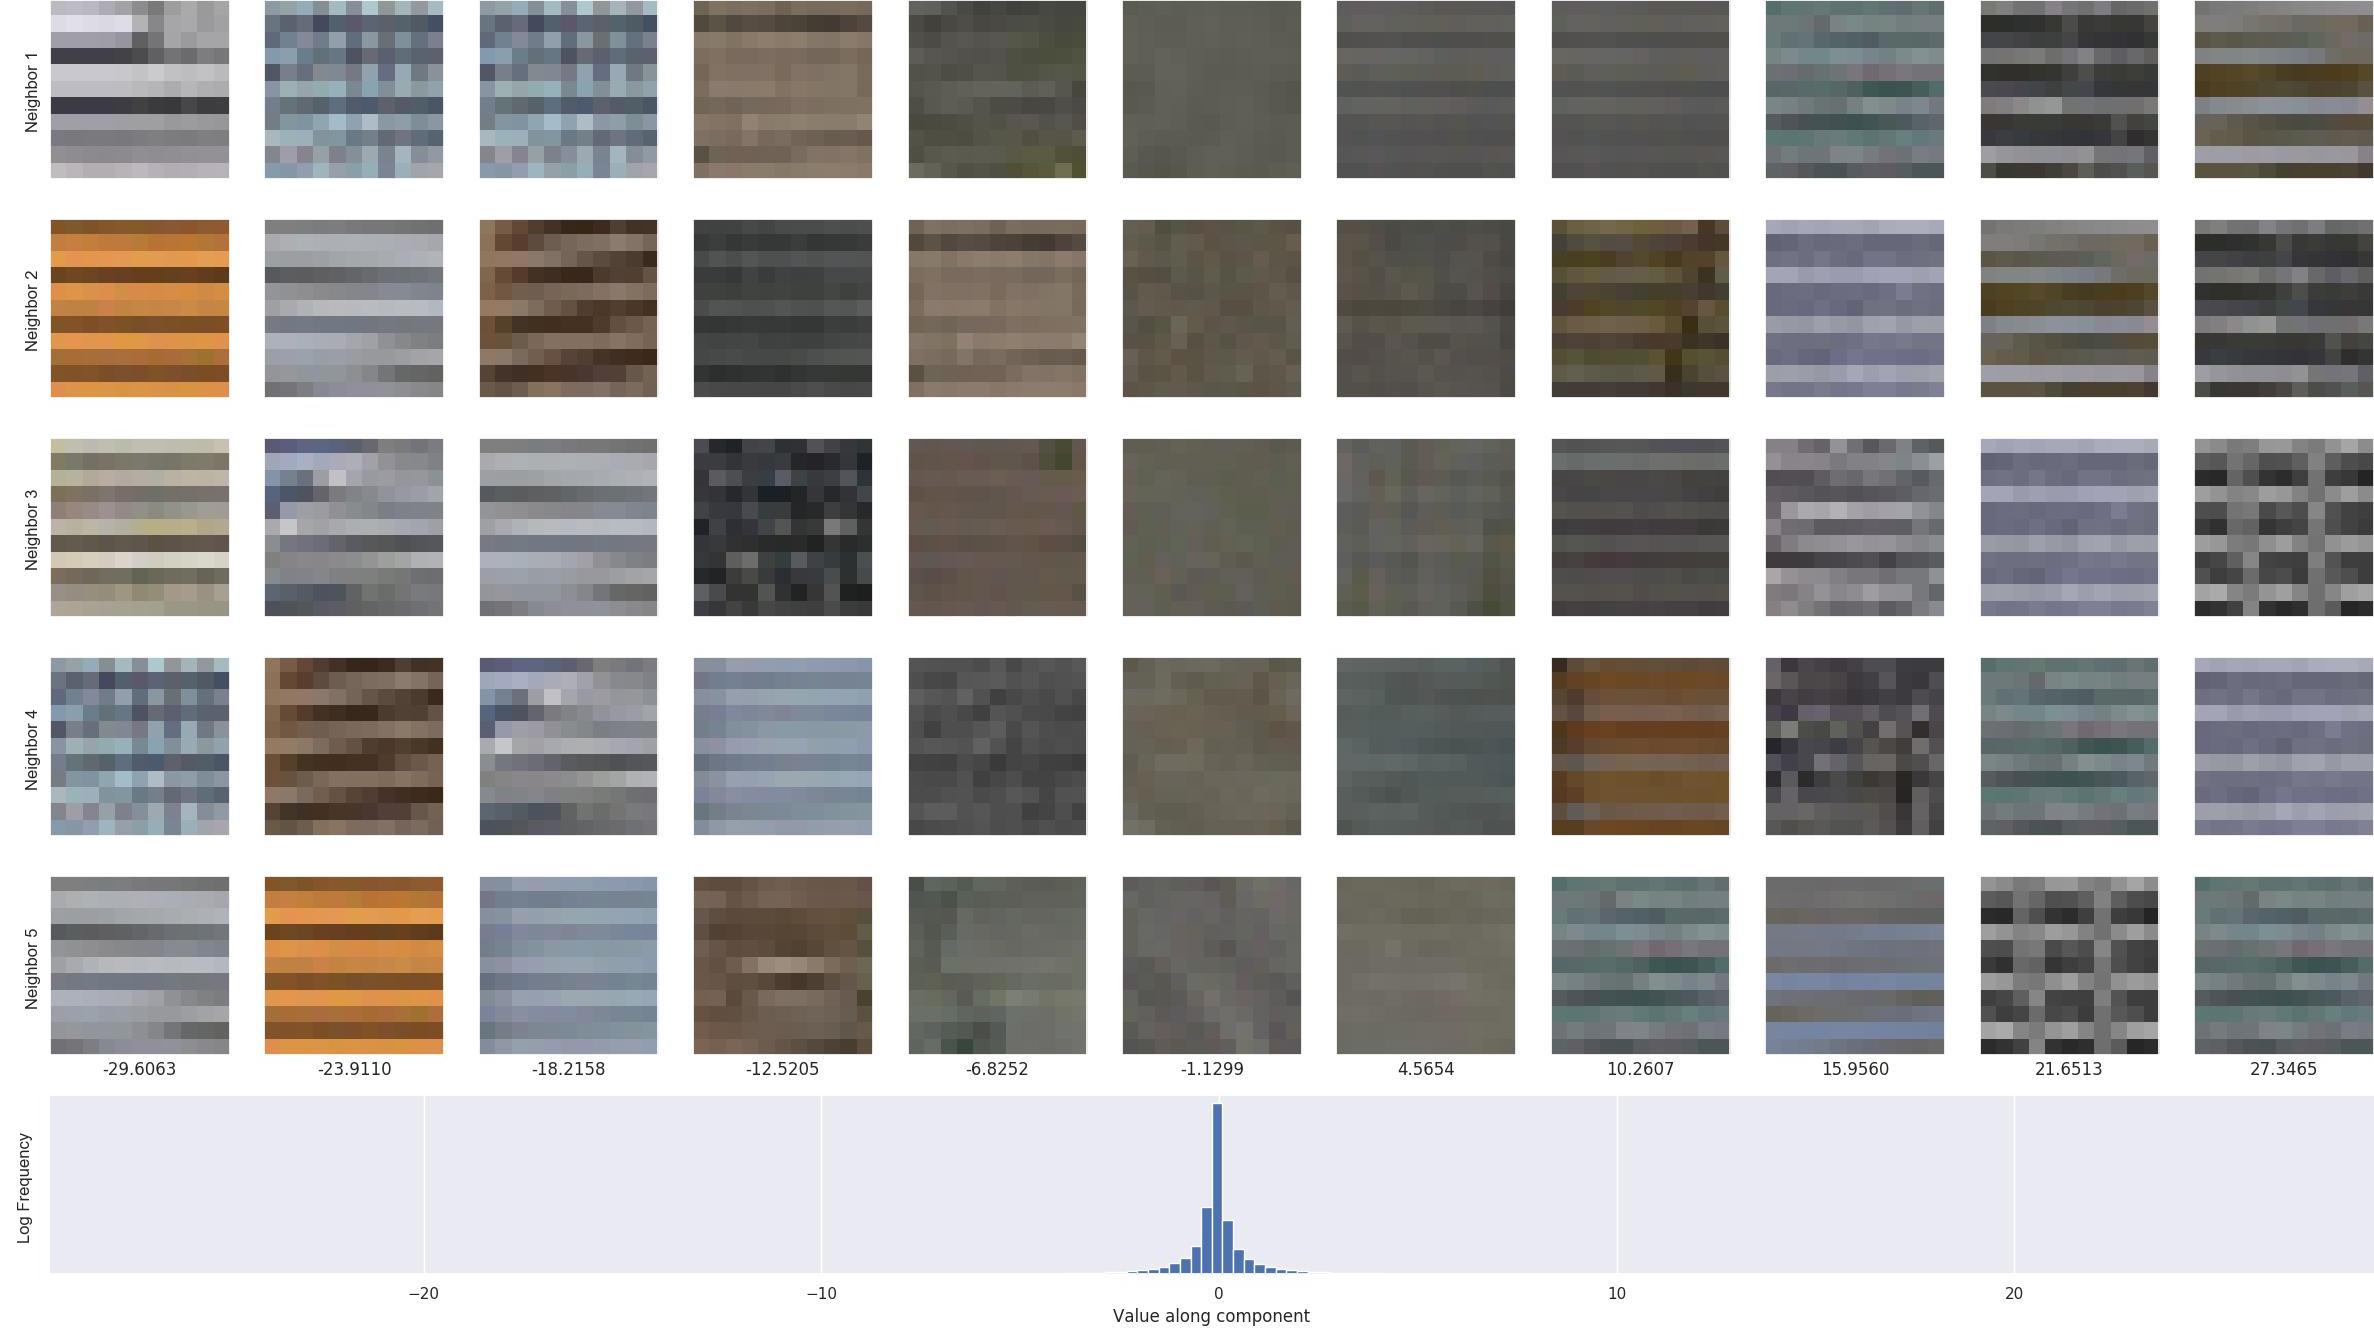 Neighbor 1
Neighbor 2
Neighbor 3
Neighbor 4
Neighbor 5
-29.6063 -23.9110 -18.2158 -12.5205 -6.8252 -1.1299 4.5654 10.2607 15.9560 21.6513 27.3465
Log Frequency
−20 −10 0 10 20
Value along component